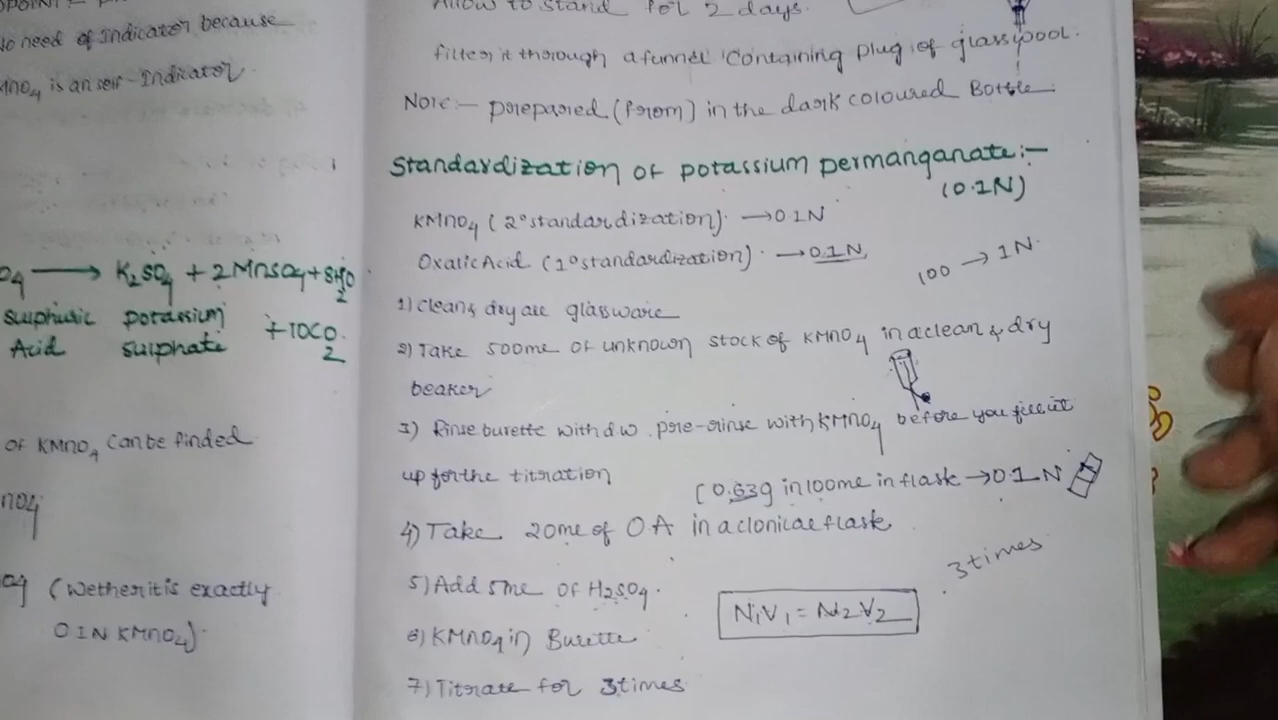 No need of Indicator because
is an self-Indicator
K2SO4 + 2MnSO4 + 8H2O
Sulphuric potassium + 10CO2
Acid sulphate
of KMnO4 can be finded
(Wether it is exactly
0 1 N KMnO4).
Allow to stand for 2 days.
filter it thorough a funnel containing plug of glass wool.
Note:- prepared (from) in the dark coloured Bottle.
Standardization of potassium permanganate:-
(0.1N)
KMnO4 (2° standardization). → 0.1N
Oxalic Acid (1° standardization). → 0.1N
100 → 1N.
1) clean & dry all glassware
2) Take 500ml of unknown stock of KMnO4 in a clean & dry
beaker
3) Rinse burette with dw. pre-rinse with KMnO4 before you fill it
up for the titration
(0.63g in 100ml in flask → 0.1N
4) Take 20ml of OA in a clonical flask
5) Add 5ml of H2SO4.
3 times
N1V1 = N2V2
6) KMnO4 in Burette
7) Titrate for 3 times